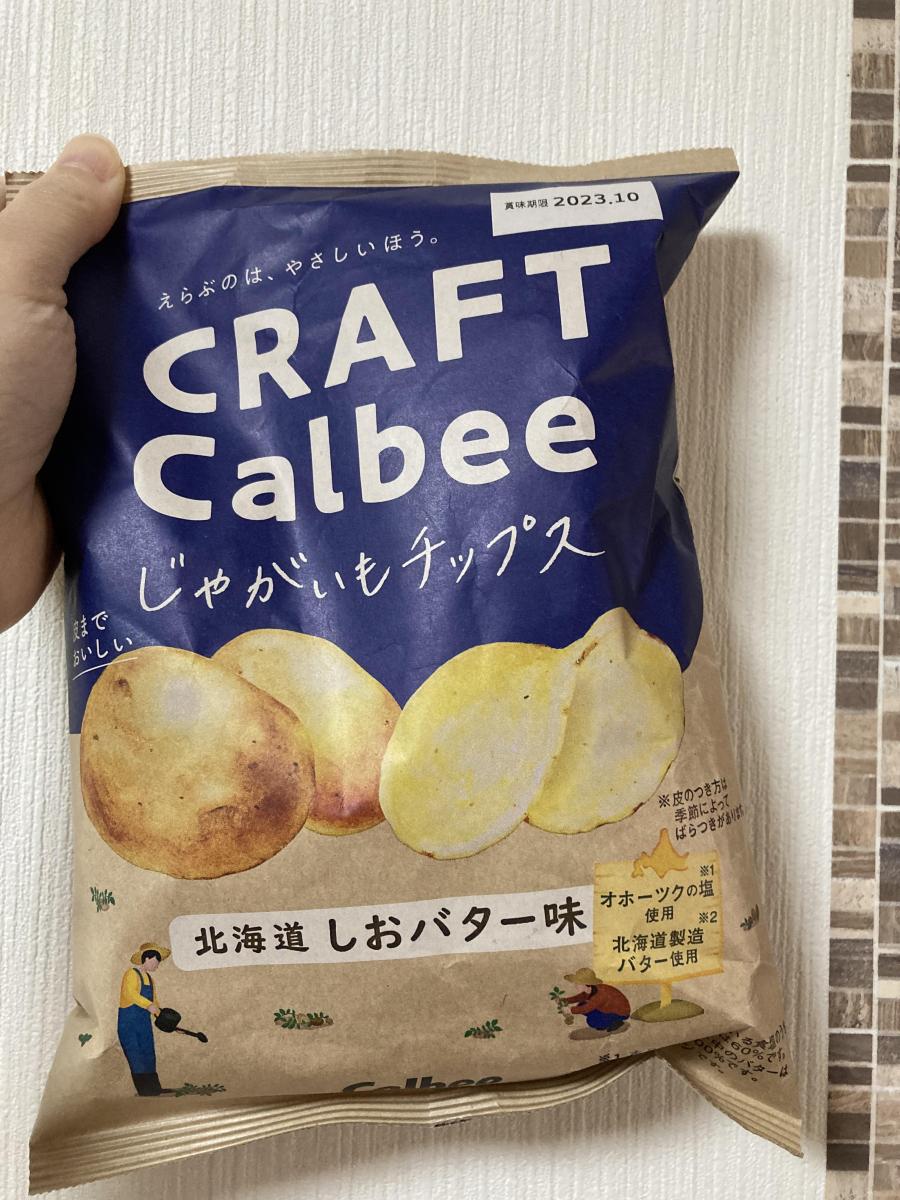 賞味期限 2023.10
えらぶのは、やさしいほう。
CRAFT
Calbee
じゃがいもチップス
皮まで
おいしい
※皮のつき方は
季節によって
ばらつきがあります
※1
オホーツクの塩
使用
※2
北海道製造
バター使用
北海道 しおバター味
Calbee